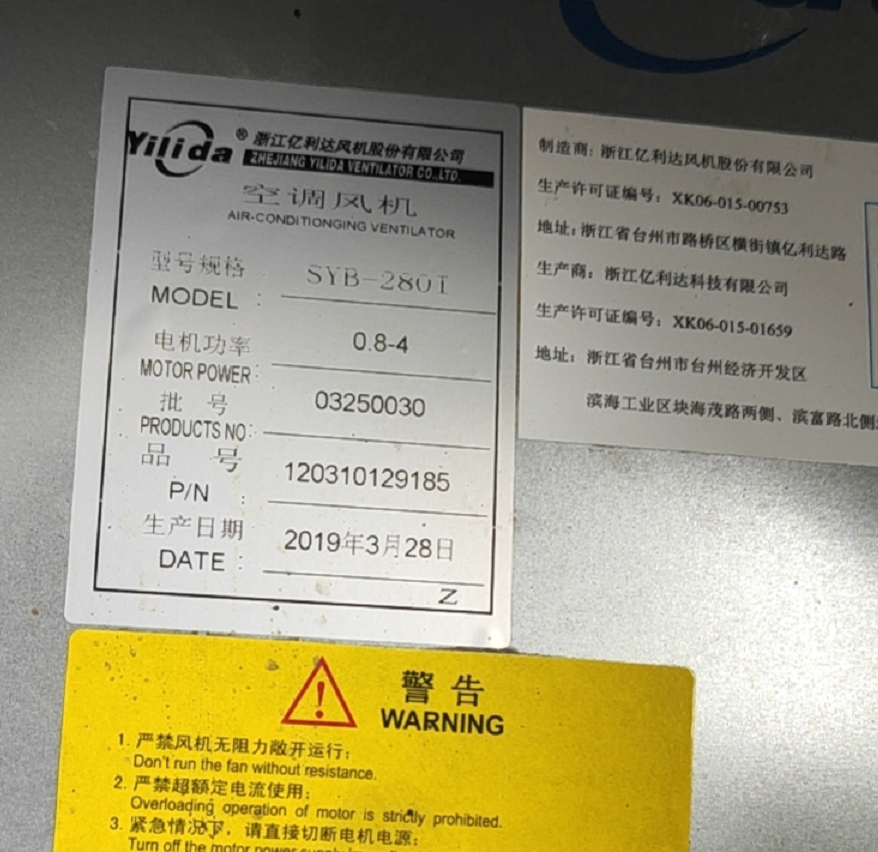 Yilida® 浙江亿利达风机股份有限公司
ZHEJIANG YILIDA VENTILATOR CO.,LTD.
空调风机
AIR-CONDITIONGING VENTILATOR
型号规格 SYB-280I
MODEL :
电机功率 0.8-4
MOTOR POWER:
批 号 03250030
PRODUCTS NO:
品 号 120310129185
P/N :
生产日期 2019年3月28日
DATE :
Z
制造商: 浙江亿利达风机股份有限公司
生产许可证编号: XK06-015-00753
地址: 浙江省台州市路桥区横街镇亿利达路
生产商: 浙江亿利达科技有限公司
生产许可证编号: XK06-015-01659
地址: 浙江省台州市台州经济开发区
滨海工业区块海茂路两侧、滨富路北侧
警告
WARNING
1. 严禁风机无阻力敞开运行;
Don't run the fan without resistance.
2. 严禁超额定电流使用;
Overloading operation of motor is strictly prohibited.
3. 紧急情况下, 请直接切断电机电源;
Turn off the motor power